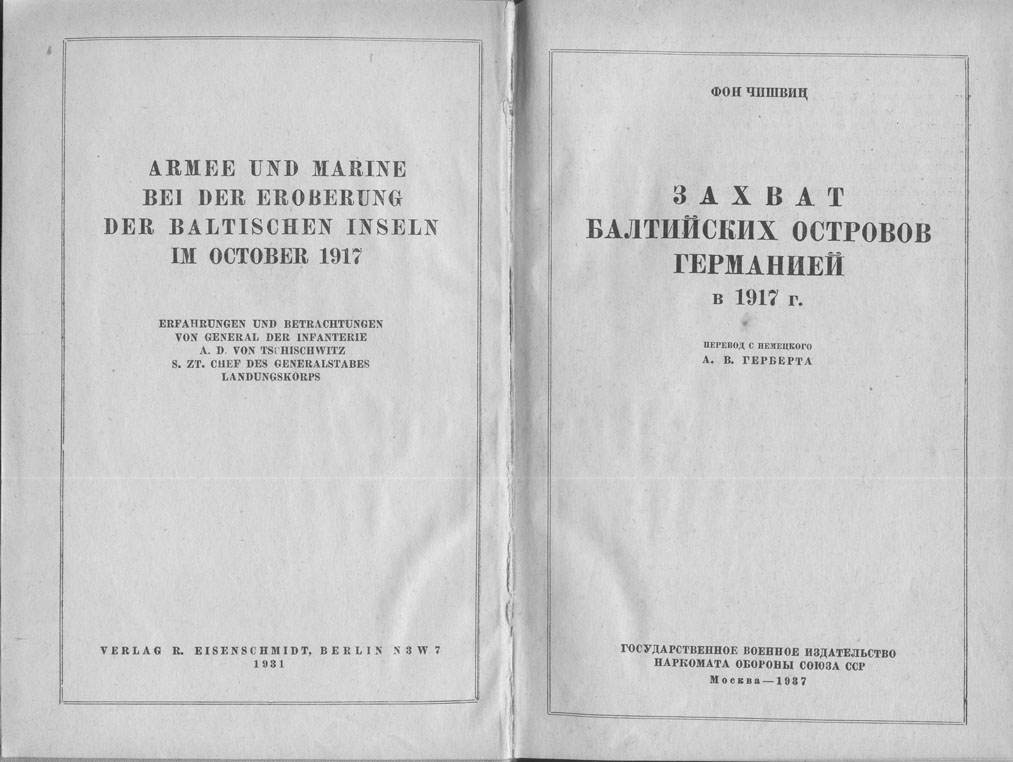 ARMEE UND MARINE
BEI DER EROBERUNG
DER BALTISCHEN INSELN
IM OCTOBER 1917
ERFAHRUNGEN UND BETRACHTUNGEN
VON GENERAL DER INFANTERIE
A. D. VON TSCHISCHWITZ
S. ZT. CHEF DES GENERALSTABES
LANDUNGSKORPS
VERLAG R. EISENSCHMIDT, BERLIN N3W7
1931
ФОН ЧИШВИЦ
ЗАХВАТ
БАЛТИЙСКИХ ОСТРОВОВ
ГЕРМАНИЕЙ
в 1917 г.
ПЕРЕВОД С НЕМЕЦКОГО
А. В. ГЕРБЕРТА
ГОСУДАРСТВЕННОЕ ВОЕННОЕ ИЗДАТЕЛЬСТВО
НАРКОМАТА ОБОРОНЫ СОЮЗА ССР
Москва—1937